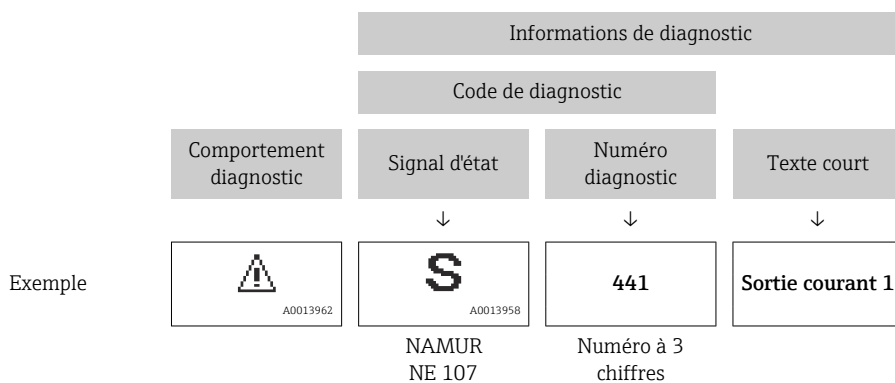 Informations de diagnostic
Code de diagnostic
Comportement
diagnostic
Signal d'état
Numéro
diagnostic
Texte court
↓ ↓ ↓
Exemple
A0013962
S
A0013958
441
Sortie courant 1
NAMUR
NE 107
Numéro à 3
chiffres